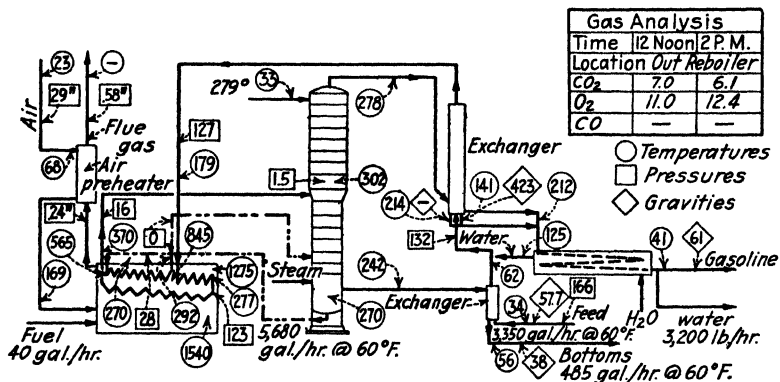 Gas Analysis
Time 12 Noon 2 P.M.
Location Out Reboiler
CO2 7.0 6.1
O2 11.0 12.4
CO — —
Temperatures
Pressures
Gravities
23
29"
Air
68
—
58"
Flue gas
Air preheater
24"
16
565
370
0
845
169
270
28
292
1275
277
123
1540
Fuel
40 gal./hr.
127
179
279°
33
278
1.5
302
Steam
270
5,680
gal./hr. @ 60°F.
242
Exchanger
Exchanger
214
—
141
423
212
132
Water
125
62
34
57.7
166
Feed
3,350 gal./hr. @ 60°F.
56
38
Bottoms
485 gal./hr. @ 60°F.
41
61
Gasoline
H2O
water
3,200 lb/hr.